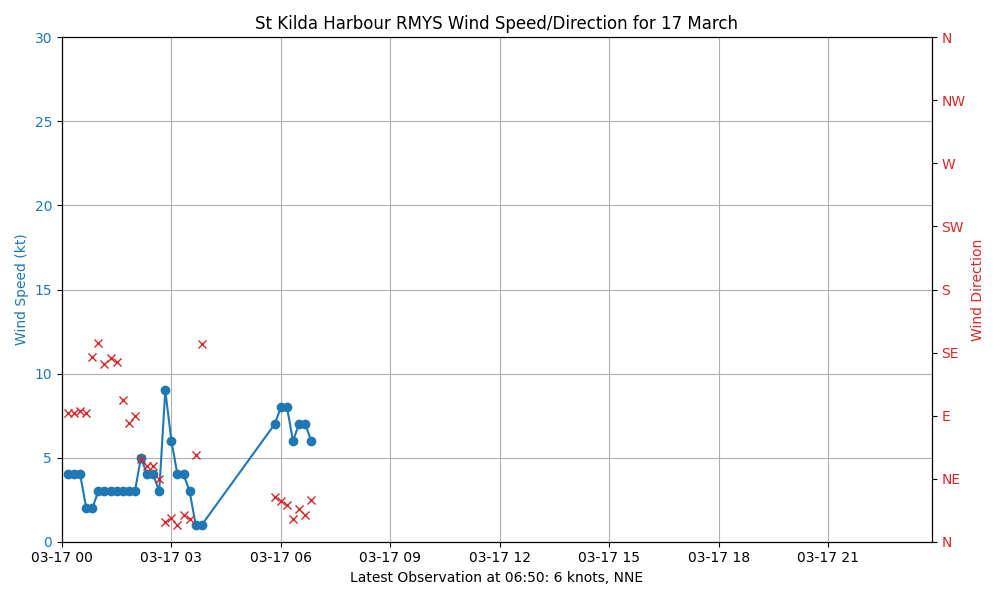 St Kilda Harbour RMYS Wind Speed/Direction for 17 March
Wind Speed (kt)
30
25
20
15
10
5
0
N
NW
W
SW
S
SE
E
NE
N
Wind Direction
03-17 00
03-17 03
03-17 06
03-17 09
03-17 12
03-17 15
03-17 18
03-17 21
Latest Observation at 06:50: 6 knots, NNE